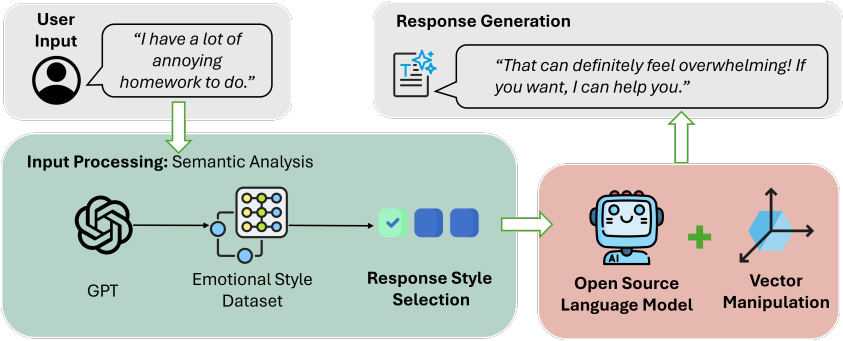 User
Input
“I have a lot of
annoying
homework to do.”
Response Generation
T
“That can definitely feel overwhelming! If
you want, I can help you.”
Input Processing: Semantic Analysis
GPT
Emotional Style
Dataset
Response Style
Selection
AI
Open Source
Language Model
Vector
Manipulation